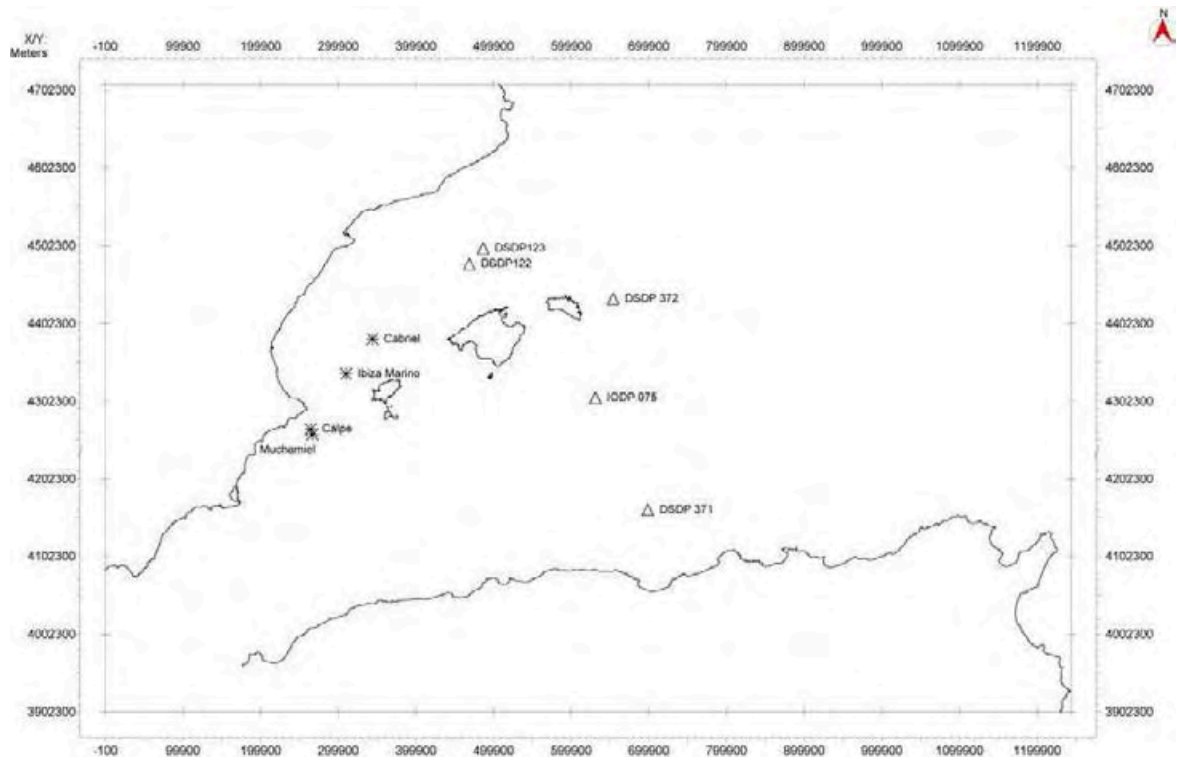 N
X/Y:
Meters
-100 99900 199900 299900 399900 499900 599900 699900 799900 899900 999900 1099900 1199900
4702300 4702300
4602300 4602300
4502300 4502300
DSDP123
DSDP122
DSDP 372
4402300 4402300
Cabriel
Ibiza Marino
4302300 4302300
IODP 975
Calpe
Muchamiel
4202300 4202300
DSDP 371
4102300 4102300
4002300 4002300
3902300 3902300
-100 99900 199900 299900 399900 499900 599900 699900 799900 899900 999900 1099900 1199900